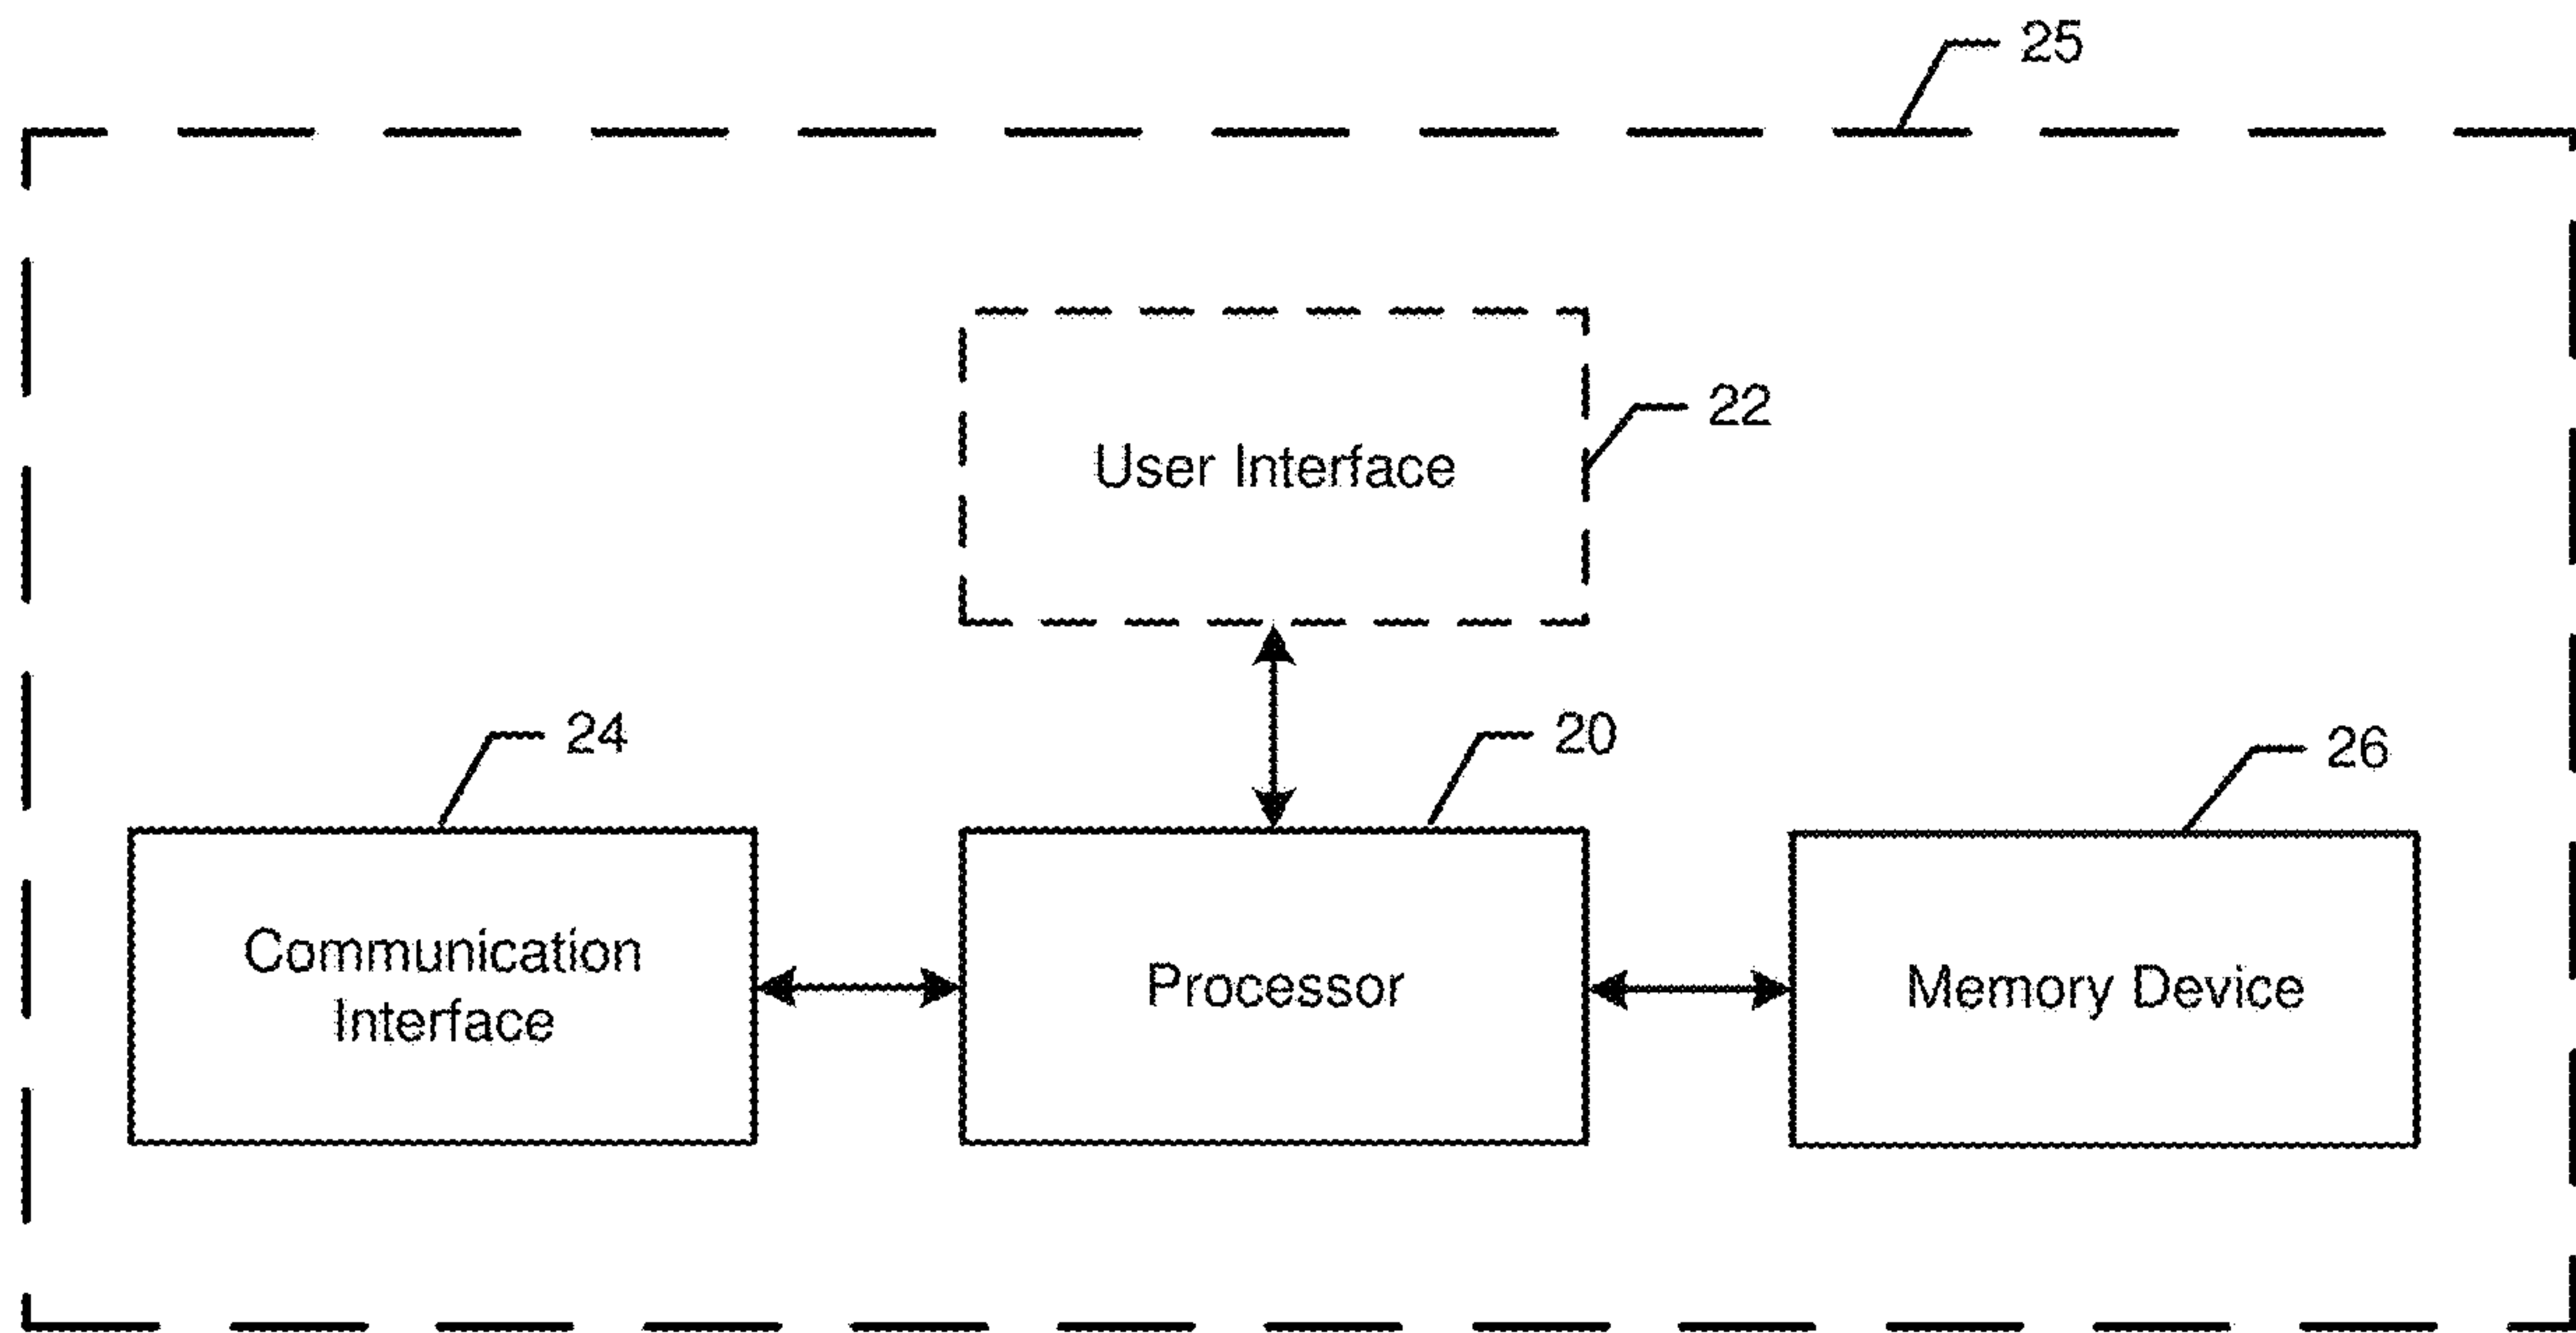 25
User Interface
22
24
20
26
Communication
Interface
Processor
Memory Device